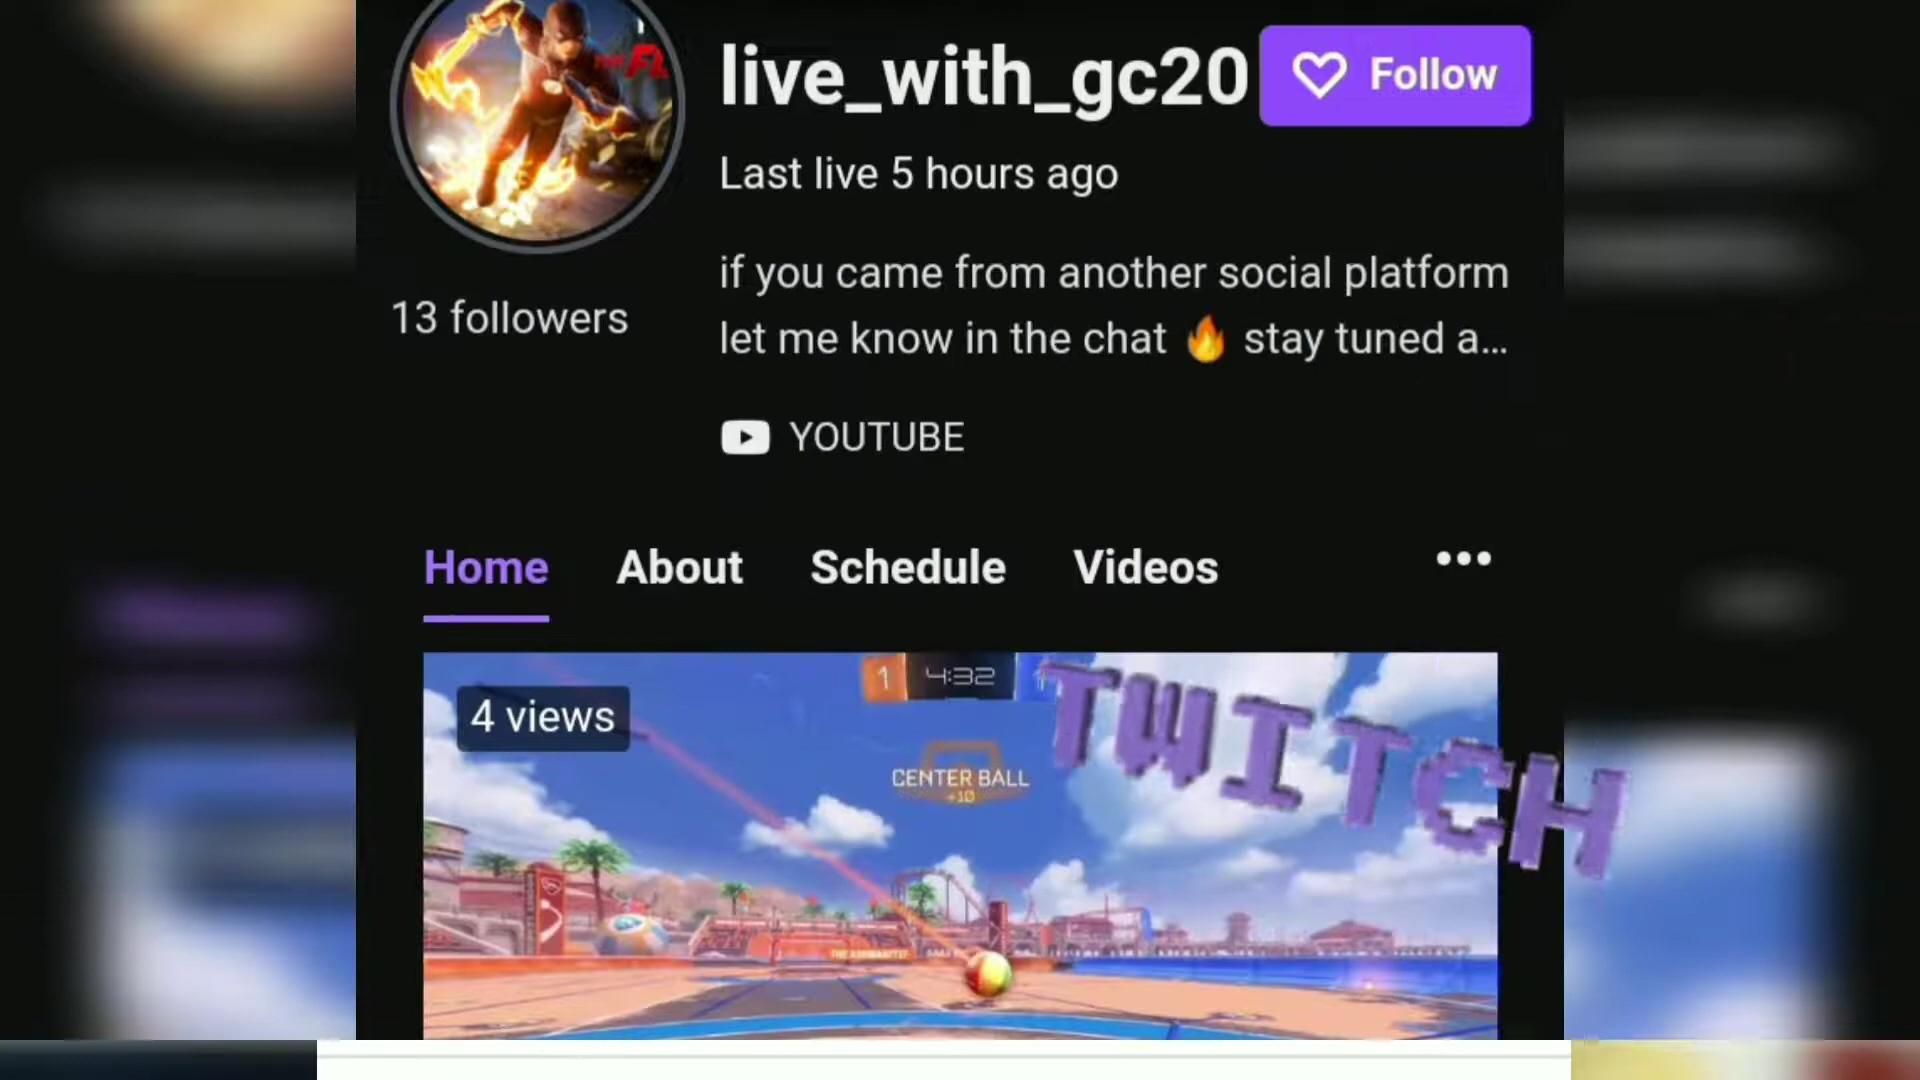 live_with_gc20
Follow
Last live 5 hours ago
if you came from another social platform
let me know in the chat 🔥 stay tuned a...
13 followers
YOUTUBE
Home
About
Schedule
Videos
4 views
1
4:32
TWITCH
CENTER BALL
+10